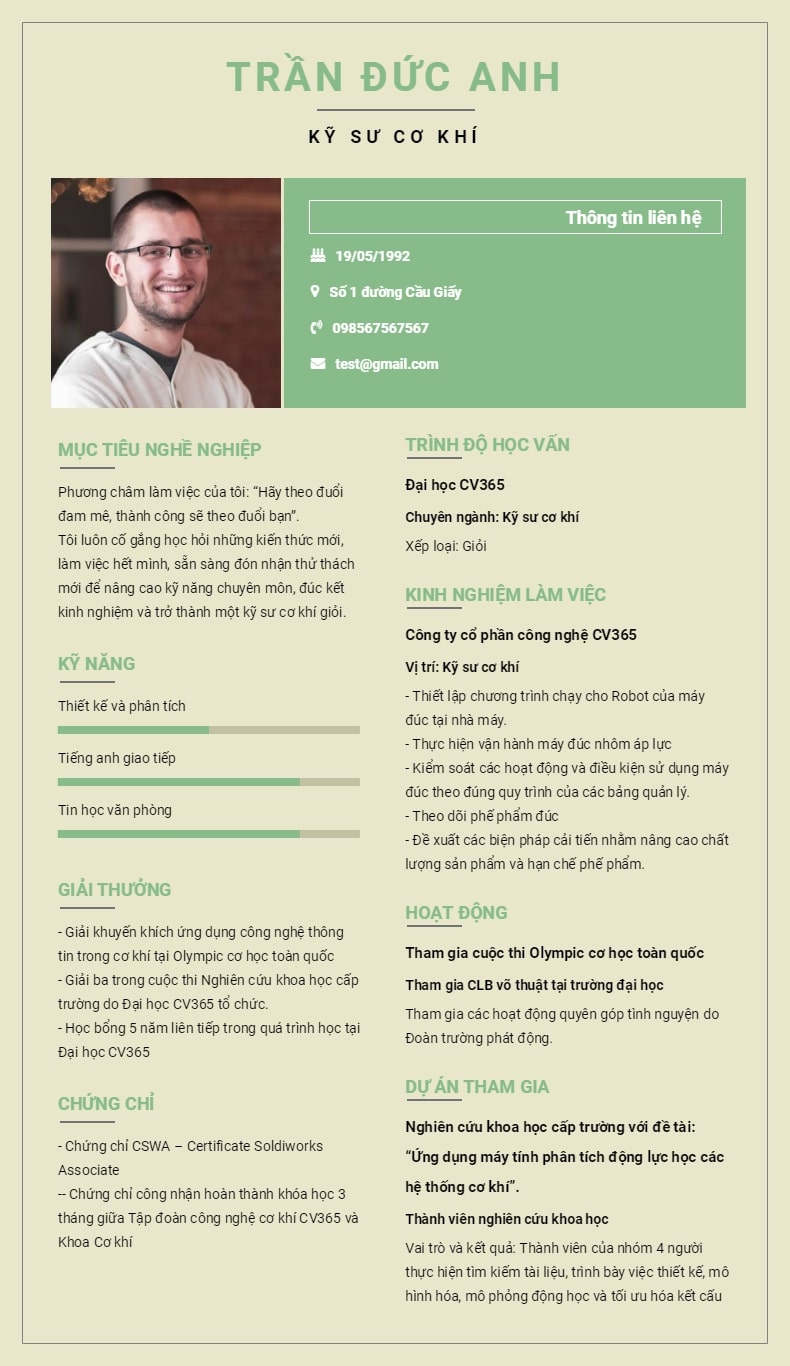 TRẦN ĐỨC ANH
KỸ SƯ CƠ KHÍ
Thông tin liên hệ
19/05/1992
Số 1 đường Cầu Giấy
098567567567
test@gmail.com
MỤC TIÊU NGHỀ NGHIỆP
Phương châm làm việc của tôi: “Hãy theo đuổi
đam mê, thành công sẽ theo đuổi bạn”.
Tôi luôn cố gắng học hỏi những kiến thức mới,
làm việc hết mình, sẵn sàng đón nhận thử thách
mới để nâng cao kỹ năng chuyên môn, đúc kết
kinh nghiệm và trở thành một kỹ sư cơ khí giỏi.
KỸ NĂNG
Thiết kế và phân tích
Tiếng anh giao tiếp
Tin học văn phòng
GIẢI THƯỞNG
- Giải khuyến khích ứng dụng công nghệ thông
tin trong cơ khí tại Olympic cơ học toàn quốc
- Giải ba trong cuộc thi Nghiên cứu khoa học cấp
trường do Đại học CV365 tổ chức.
- Học bổng 5 năm liên tiếp trong quá trình học tại
Đại học CV365
CHỨNG CHỈ
- Chứng chỉ CSWA – Certificate Soldiworks
Associate
-- Chứng chỉ công nhận hoàn thành khóa học 3
tháng giữa Tập đoàn công nghệ cơ khí CV365 và
Khoa Cơ khí
TRÌNH ĐỘ HỌC VẤN
Đại học CV365
Chuyên ngành: Kỹ sư cơ khí
Xếp loại: Giỏi
KINH NGHIỆM LÀM VIỆC
Công ty cổ phần công nghệ CV365
Vị trí: Kỹ sư cơ khí
- Thiết lập chương trình chạy cho Robot của máy
đúc tại nhà máy.
- Thực hiện vận hành máy đúc nhôm áp lực
- Kiểm soát các hoạt động và điều kiện sử dụng máy
đúc theo đúng quy trình của các bảng quản lý.
- Theo dõi phế phẩm đúc
- Đề xuất các biện pháp cải tiến nhằm nâng cao chất
lượng sản phẩm và hạn chế phế phẩm.
HOẠT ĐỘNG
Tham gia cuộc thi Olympic cơ học toàn quốc
Tham gia CLB võ thuật tại trường đại học
Tham gia các hoạt động quyên góp tình nguyện do
Đoàn trường phát động.
DỰ ÁN THAM GIA
Nghiên cứu khoa học cấp trường với đề tài:
“Ứng dụng máy tính phân tích động lực học các
hệ thống cơ khí”.
Thành viên nghiên cứu khoa học
Vai trò và kết quả: Thành viên của nhóm 4 người
thực hiện tìm kiếm tài liệu, trình bày việc thiết kế, mô
hình hóa, mô phỏng động học và tối ưu hóa kết cấu